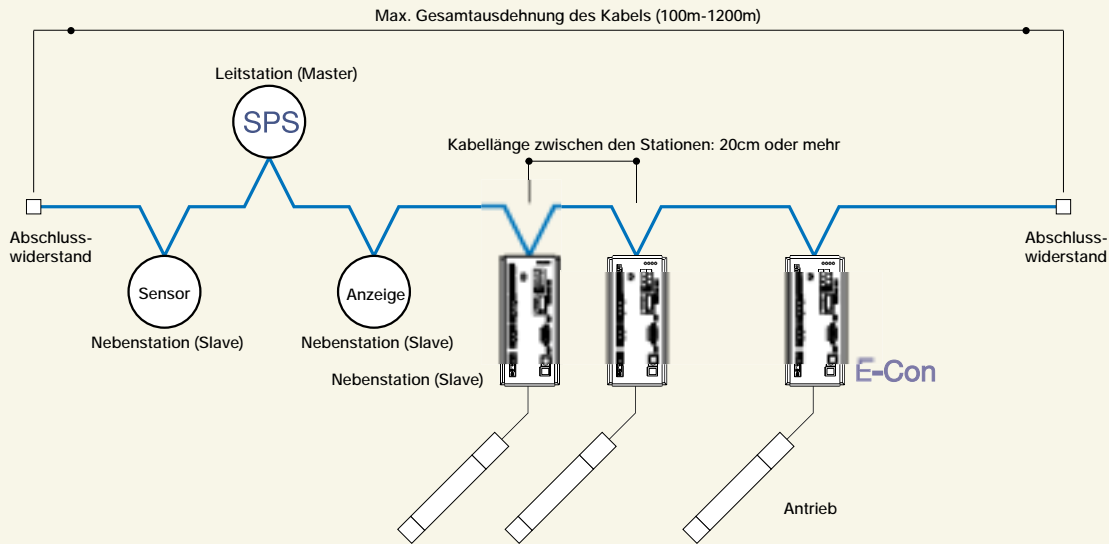 Max. Gesamtausdehnung des Kabels (100m-1200m)
Leitstation (Master)
SPS
Kabellänge zwischen den Stationen: 20cm oder mehr
Abschluss-
widerstand
Abschluss-
widerstand
Sensor
Anzeige
Nebenstation (Slave)
Nebenstation (Slave)
Nebenstation (Slave)
E-Con
Antrieb